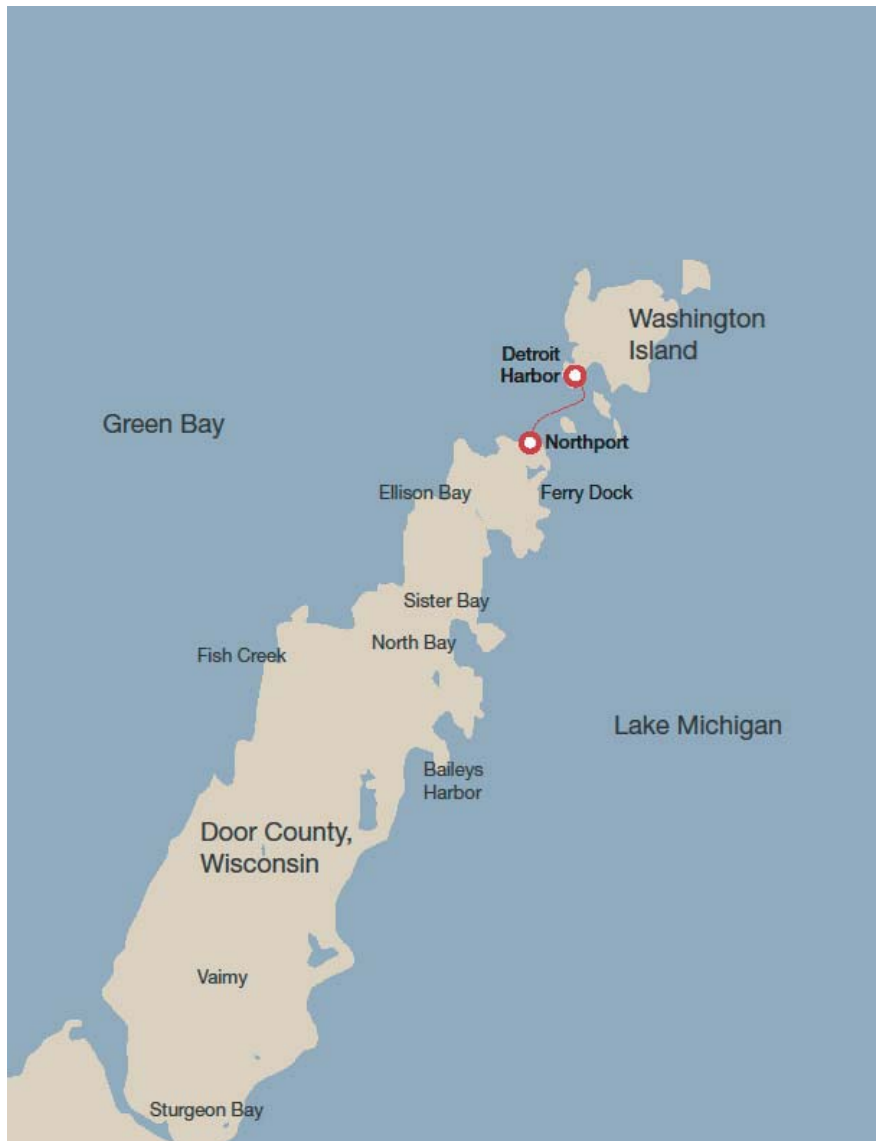 Washington
Island
Detroit
Harbor
Green Bay
Northport
Ellison Bay
Ferry Dock
Sister Bay
North Bay
Fish Creek
Lake Michigan
Baileys
Harbor
Door County,
Wisconsin
Vaimy
Sturgeon Bay